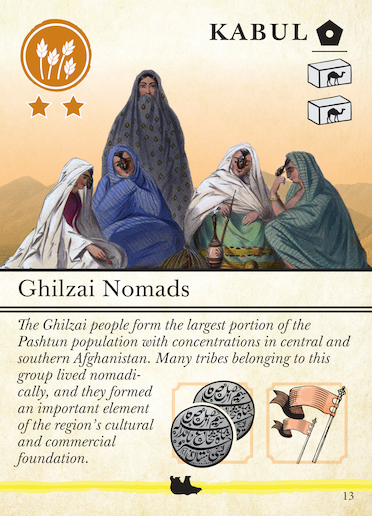 KABUL
Ghilzai Nomads
The Ghilzai people form the largest portion of the
Pashtun population with concentrations in central and
southern Afghanistan. Many tribes belonging to this
group lived nomadi-
cally, and they formed
an important element
of the region's cultural
and commercial
foundation.
13